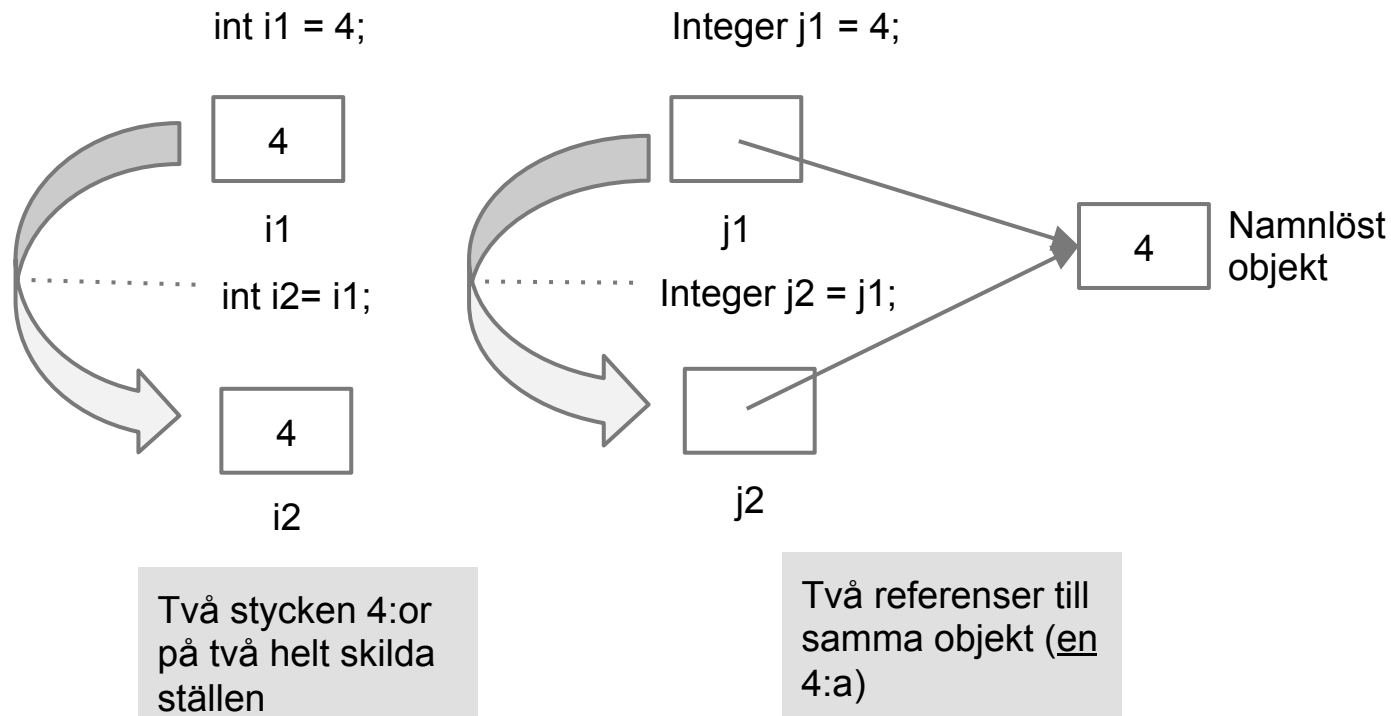 int i1 = 4;
Integer j1 = 4;
4
i1
j1
4
Namnlöst
objekt
int i2= i1;
Integer j2 = j1;
4
i2
j2
Två stycken 4:or
på två helt skilda
ställen
Två referenser till
samma objekt (en
4:a)